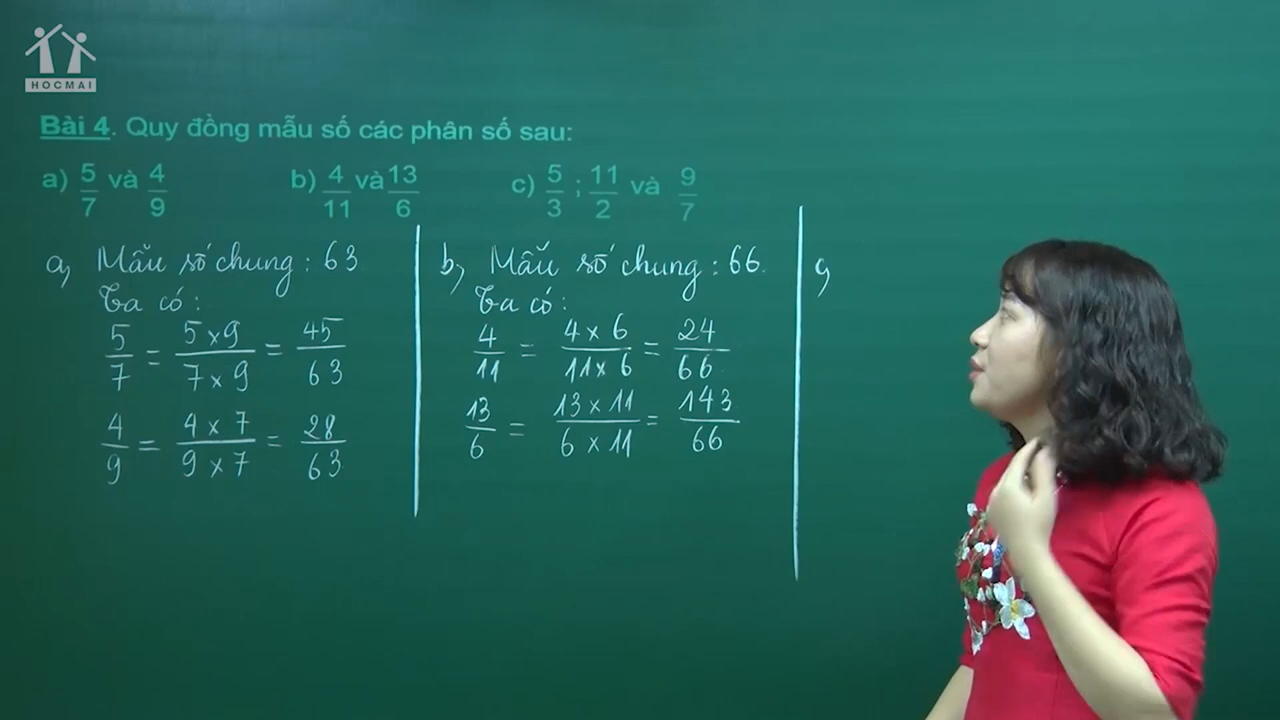 HOCMAI
Bài 4. Quy đồng mẫu số các phân số sau:
a) 5/7 và 4/9 b) 4/11 và 13/6 c) 5/3 ; 11/2 và 9/7
a, Mẫu số chung : 63
Ta có :
5/7 = 5 x 9 / 7 x 9 = 45/63
4/9 = 4 x 7 / 9 x 7 = 28/63
b, Mẫu số chung : 66.
Ta có :
4/11 = 4 x 6 / 11 x 6 = 24/66
13/6 = 13 x 11 / 6 x 11 = 143/66
c,